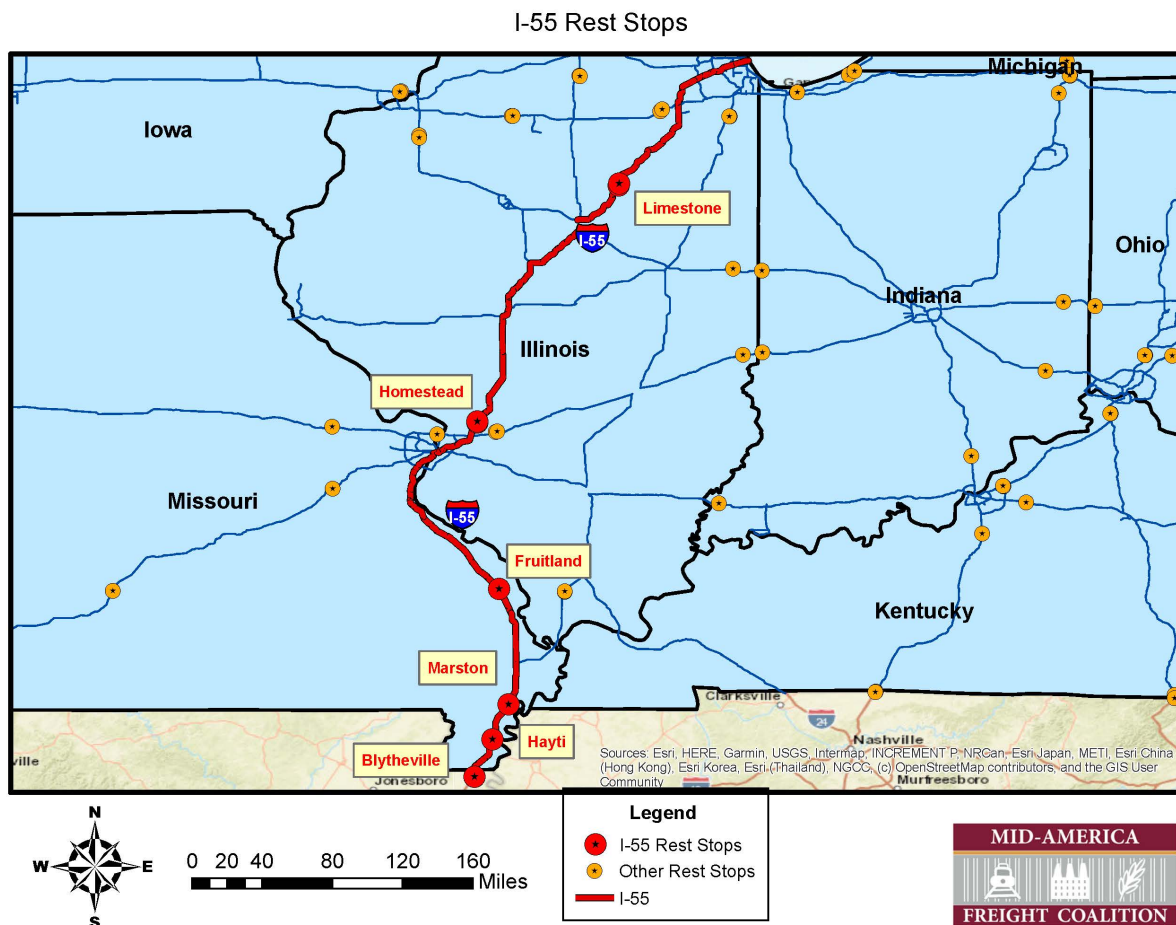 I-55 Rest Stops
Michigan
Gar
Iowa
Limestone
I-55
Ohio
Indiana
Illinois
Homestead
Missouri
I-55
Fruitland
Kentucky
Marston
Clarksville
24
Hayti
Nashville
Blytheville
ville
Jonesboro
Murfreesboro
Sources: Esri, HERE, Garmin, USGS, Intermap, INCREMENT P, NRCan, Esri Japan, METI, Esri China
(Hong Kong), Esri Korea, Esri (Thailand), NGCC, (c) OpenStreetMap contributors, and the GIS User
Community
N
W E
S
0 20 40 80 120 160
Miles
Legend
I-55 Rest Stops
Other Rest Stops
I-55
MID-AMERICA
FREIGHT COALITION